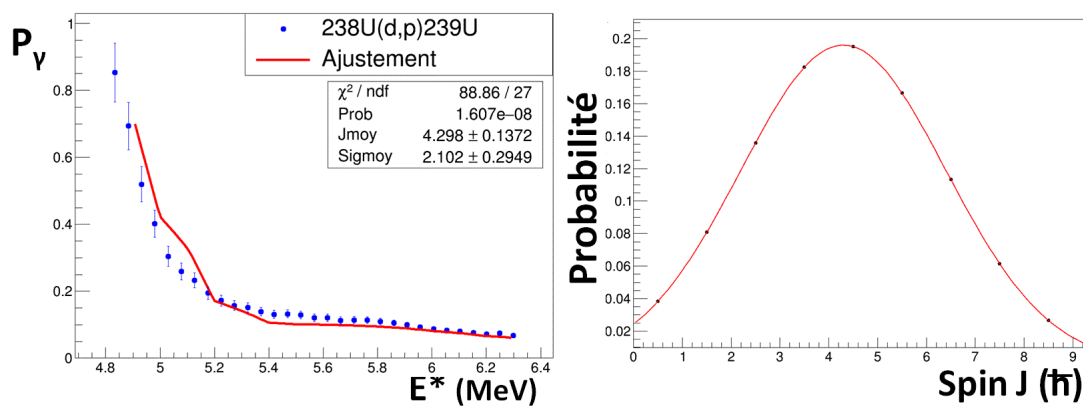 P_γ
1
0.8
0.6
0.4
0.2
0
238U(d,p)239U
Ajustement
χ² / ndf 88.86 / 27
Prob 1.607e−08
Jmoy 4.298 ± 0.1372
Sigmoy 2.102 ± 0.2949
4.8 5 5.2 5.4 5.6 5.8 6 6.2 6.4
E* (MeV)
Probabilité
0.2
0.18
0.16
0.14
0.12
0.1
0.08
0.06
0.04
0.02
0 1 2 3 4 5 6 7 8 9
Spin J (ħ)